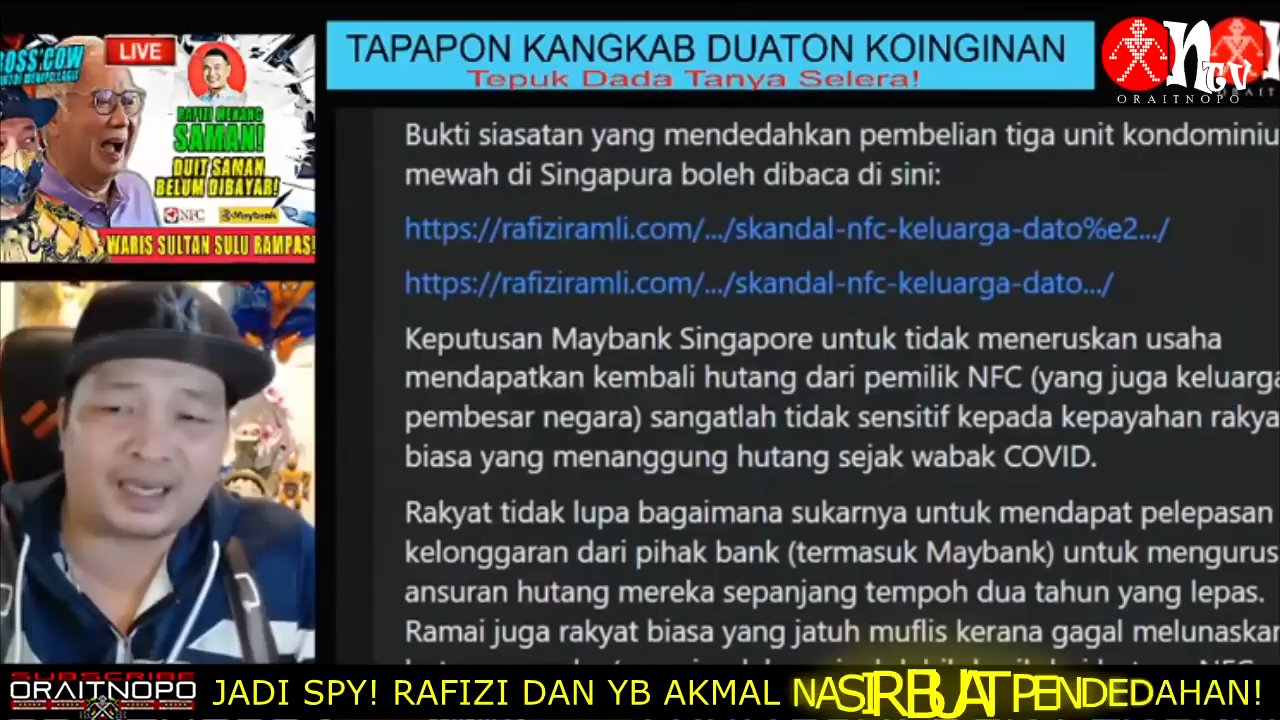 LIVE
BOSS'COW
RAFIZI MENANG
SAMAN!
DUIT SAMAN
BELUM DIBAYAR!
NFC
Maybank
WARIS SULTAN SULU RAMPAS!
TAPAPON KANGKAB DUATON KOINGINAN
Tepuk Dada Tanya Selera!
TV
ORAITNOPO
Bukti siasatan yang mendedahkan pembelian tiga unit kondominiu
mewah di Singapura boleh dibaca di sini:
https://rafiziramli.com/.../skandal-nfc-keluarga-dato%e2.../
https://rafiziramli.com/.../skandal-nfc-keluarga-dato.../
Keputusan Maybank Singapore untuk tidak meneruskan usaha
mendapatkan kembali hutang dari pemilik NFC (yang juga keluarga
pembesar negara) sangatlah tidak sensitif kepada kepayahan rakya
biasa yang menanggung hutang sejak wabak COVID.
Rakyat tidak lupa bagaimana sukarnya untuk mendapat pelepasan
kelonggaran dari pihak bank (termasuk Maybank) untuk mengurus
ansuran hutang mereka sepanjang tempoh dua tahun yang lepas.
Ramai juga rakyat biasa yang jatuh muflis kerana gagal melunaskan
SUBSCRIBE
ORAITNOPO
JADI SPY! RAFIZI DAN YB AKMAL NASIR BUAT PENDEDAHAN!